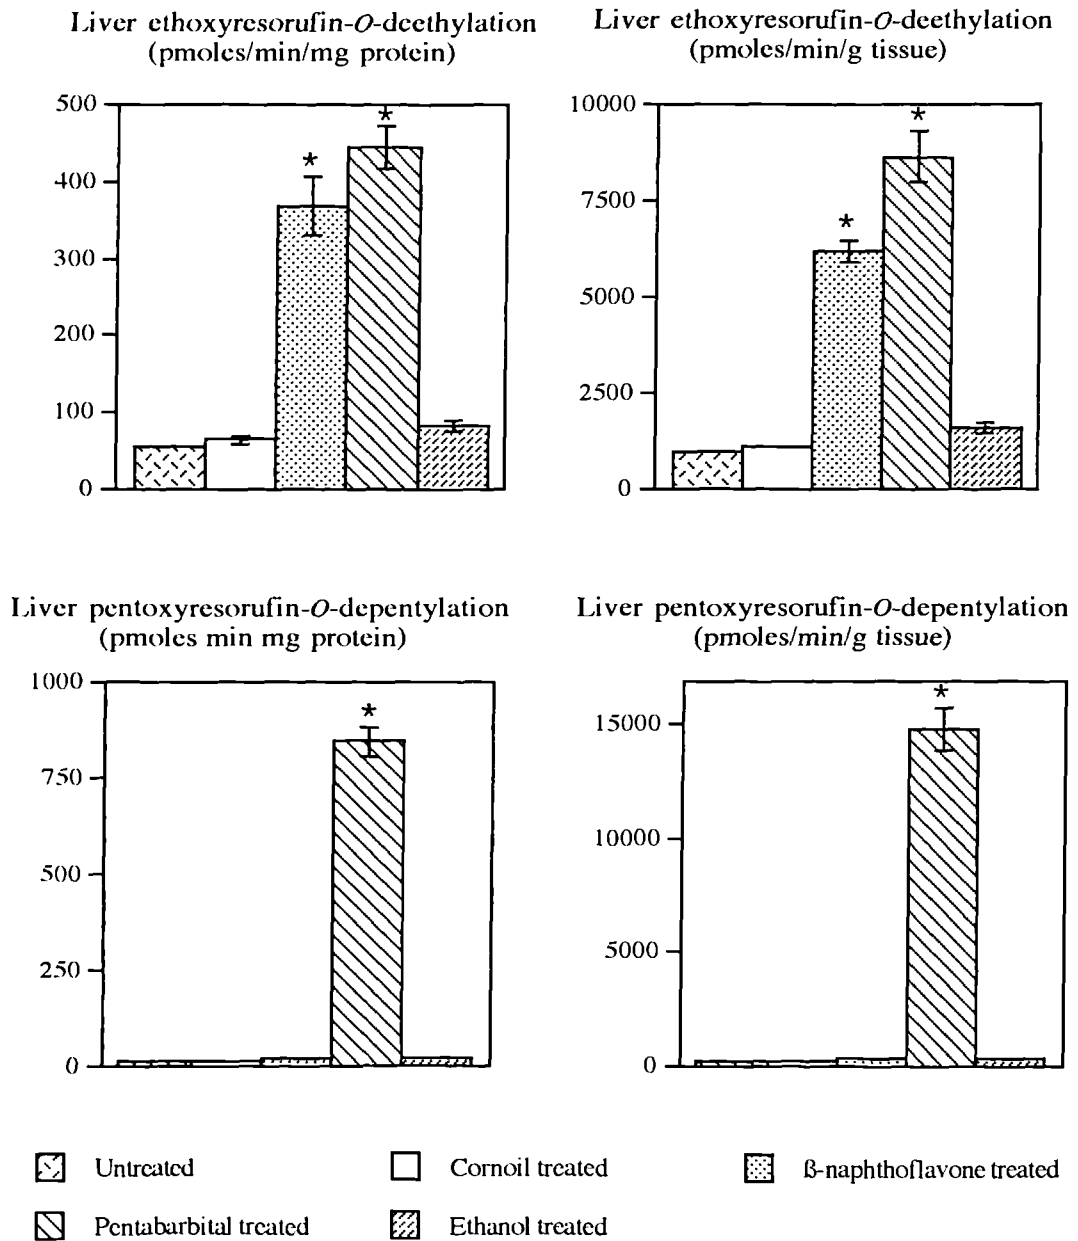 Liver ethoxyresorufin-O-deethylation
(pmoles/min/mg protein)
500
400
300
200
100
0
*
*
Liver ethoxyresorufin-O-deethylation
(pmoles/min/g tissue)
10000
7500
5000
2500
0
*
*
Liver pentoxyresorufin-O-depentylation
(pmoles min mg protein)
1000
750
500
250
0
*
Liver pentoxyresorufin-O-depentylation
(pmoles/min/g tissue)
15000
10000
5000
0
*
Untreated
Cornoil treated
ß-naphthoflavone treated
Pentabarbital treated
Ethanol treated